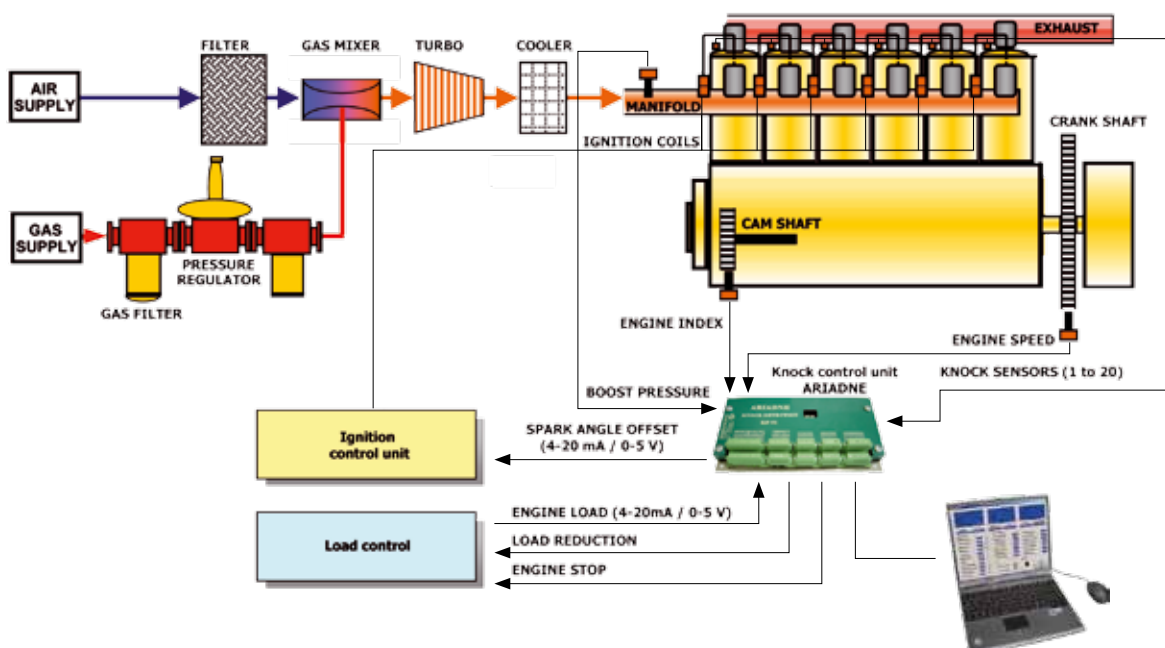 FILTER
GAS MIXER
TURBO
COOLER
EXHAUST
AIR
SUPPLY
MANIFOLD
IGNITION COILS
CRANK SHAFT
GAS
SUPPLY
CAM SHAFT
PRESSURE
REGULATOR
GAS FILTER
ENGINE INDEX
ENGINE SPEED
Knock control unit
ARIADNE
KNOCK SENSORS (1 to 20)
BOOST PRESSURE
ARIADNE
Ignition
control unit
SPARK ANGLE OFFSET
(4-20 mA / 0-5 V)
ENGINE LOAD (4-20mA / 0-5 V)
Load control
LOAD REDUCTION
ENGINE STOP